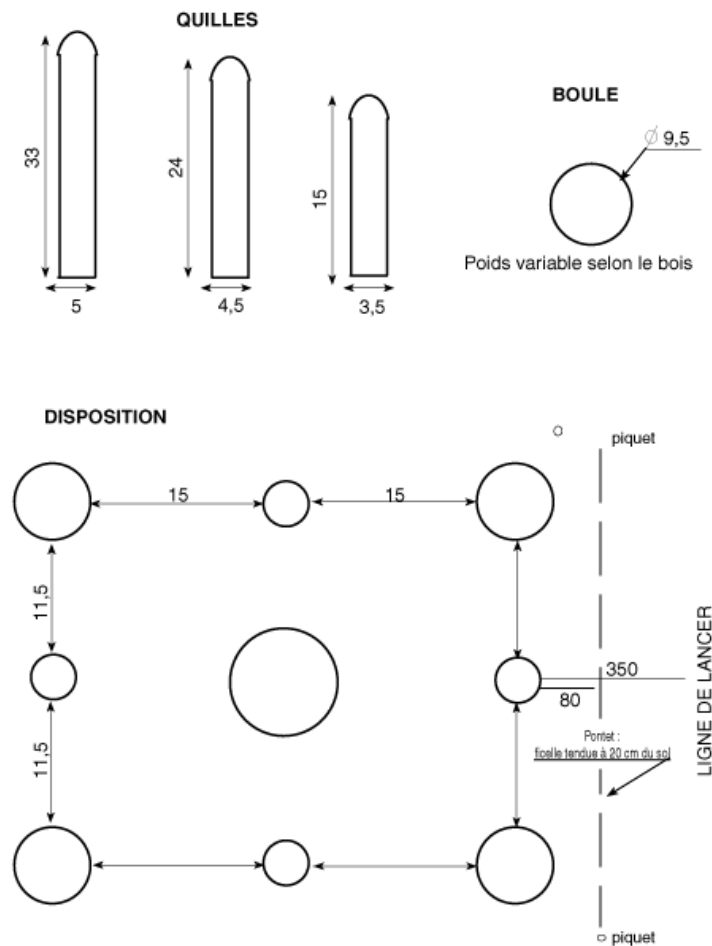 QUILLES
33
24
15
5
4,5
3,5
BOULE
Ø 9,5
Poids variable selon le bois
DISPOSITION
piquet
15
15
11,5
11,5
350
80
Pontet :
ficelle tendue à 20 cm du sol
LIGNE DE LANCER
piquet